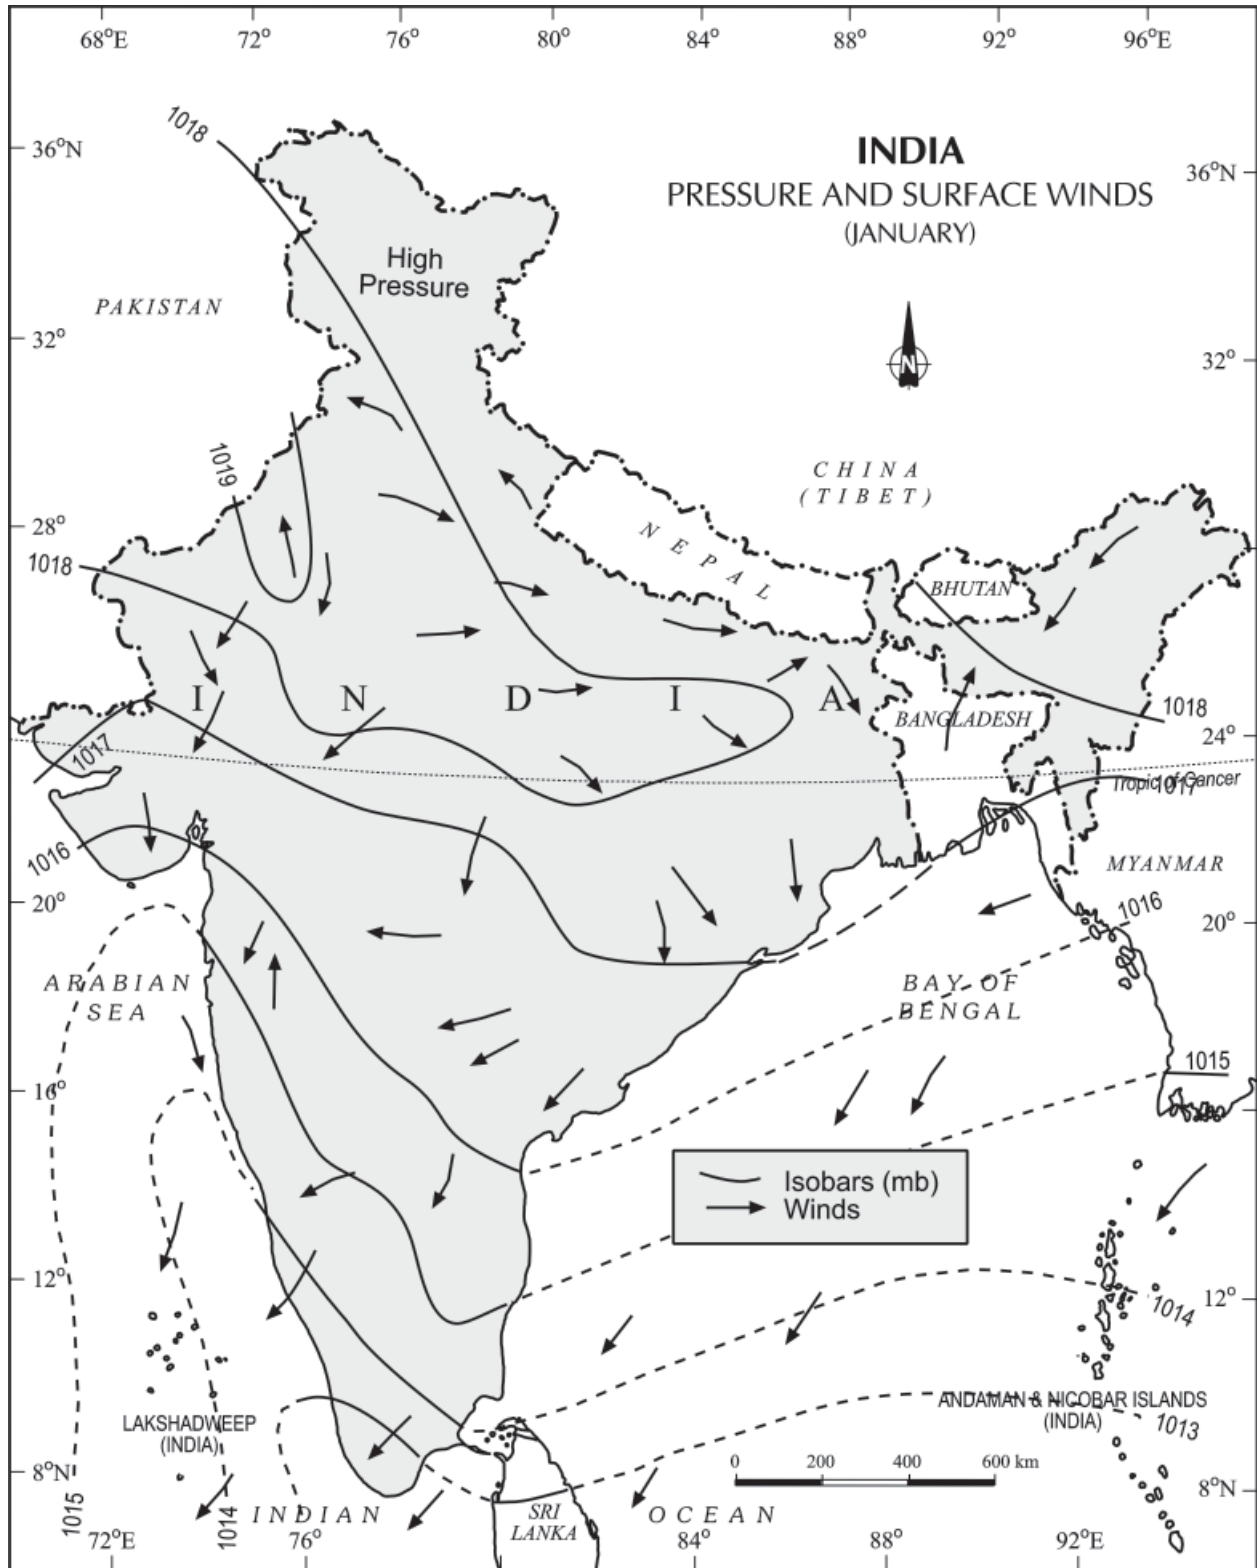 68°E 72° 76° 80° 84° 88° 92° 96°E
1018
INDIA
PRESSURE AND SURFACE WINDS
(JANUARY)
36°N
36°N
High
Pressure
PAKISTAN
32°
32°
N
1019
CHINA
(TIBET)
28°
NEPAL
1018
BHUTAN
I N D I A
1018
BANGLADESH
24°
1017
Tropic of Cancer
1017
1016
MYANMAR
20°
20°
1016
ARABIAN
SEA
BAY OF
BENGAL
1015
16°
Isobars (mb)
Winds
12°
12°
1014
ANDAMAN & NICOBAR ISLANDS
(INDIA)
1013
LAKSHADWEEP
(INDIA)
0 200 400 600 km
8°N
8°N
1015
1014
INDIAN OCEAN
SRI
LANKA
72°E 76° 84° 88° 92°E